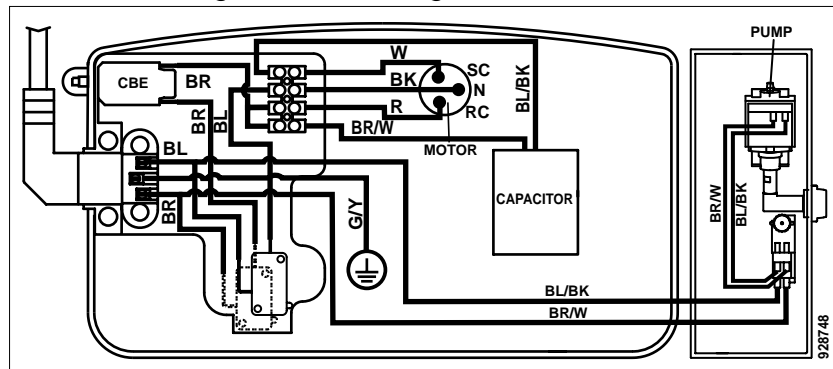 PUMP
W
SC
CBE
BR
BK
N
BL/BK
R
RC
BR
BL
BR/W
MOTOR
BL
BR/W
BL/BK
CAPACITOR
BR
G/Y
BL/BK
BR/W
928748